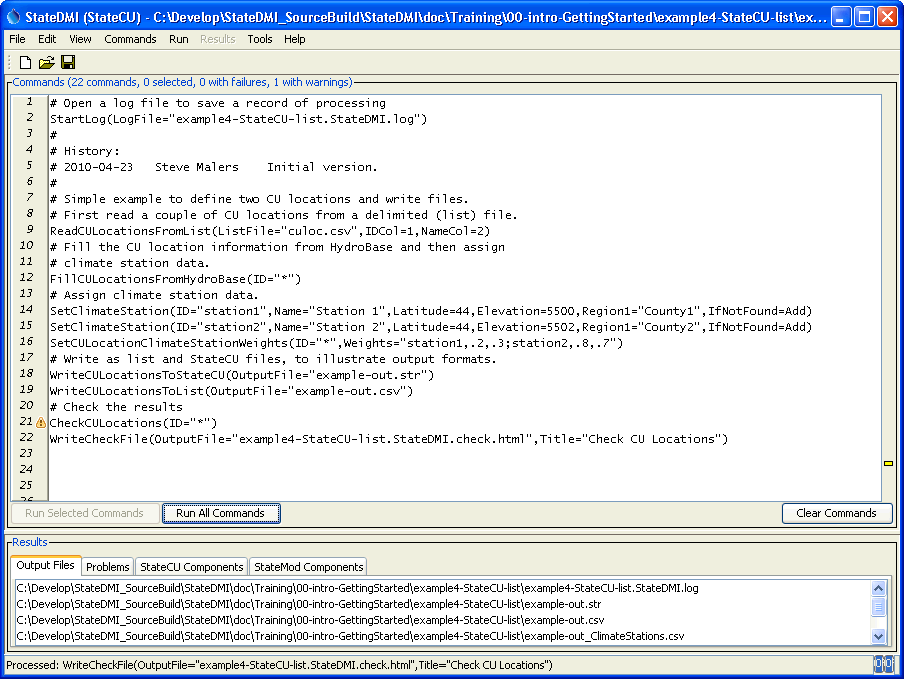 StateDMI (StateCU) - C:\Develop\StateDMI_SourceBuild\StateDMI\doc\Training\00-intro-GettingStarted\example4-StateCU-list\ex...
File Edit View Commands Run Results Tools Help
Commands (22 commands, 0 selected, 0 with failures, 1 with warnings)
1 # Open a log file to save a record of processing
2 StartLog(LogFile="example4-StateCU-list.StateDMI.log")
3 #
4 # History:
5 # 2010-04-23 Steve Malers Initial version.
6 #
7 # Simple example to define two CU locations and write files.
8 # First read a couple of CU locations from a delimited (list) file.
9 ReadCULocationsFromList(ListFile="culoc.csv",IDCol=1,NameCol=2)
10 # Fill the CU location information from HydroBase and then assign
11 # climate station data.
12 FillCULocationsFromHydroBase(ID="*")
13 # Assign climate station data.
14 SetClimateStation(ID="station1",Name="Station 1",Latitude=44,Elevation=5500,Region1="County1",IfNotFound=Add)
15 SetClimateStation(ID="station2",Name="Station 2",Latitude=44,Elevation=5502,Region1="County2",IfNotFound=Add)
16 SetCULocationClimateStationWeights(ID="*",Weights="station1,.2,.3;station2,.8,.7")
17 # Write as list and StateCU files, to illustrate output formats.
18 WriteCULocationsToStateCU(OutputFile="example-out.str")
19 WriteCULocationsToList(OutputFile="example-out.csv")
20 # Check the results
21 CheckCULocations(ID="*")
22 WriteCheckFile(OutputFile="example4-StateCU-list.StateDMI.check.html",Title="Check CU Locations")
23
24
25
26
Run Selected Commands Run All Commands Clear Commands
Results
Output Files Problems StateCU Components StateMod Components
C:\Develop\StateDMI_SourceBuild\StateDMI\doc\Training\00-intro-GettingStarted\example4-StateCU-list\example4-StateCU-list.StateDMI.log
C:\Develop\StateDMI_SourceBuild\StateDMI\doc\Training\00-intro-GettingStarted\example4-StateCU-list\example-out.str
C:\Develop\StateDMI_SourceBuild\StateDMI\doc\Training\00-intro-GettingStarted\example4-StateCU-list\example-out.csv
C:\Develop\StateDMI_SourceBuild\StateDMI\doc\Training\00-intro-GettingStarted\example4-StateCU-list\example-out_ClimateStations.csv
Processed: WriteCheckFile(OutputFile="example4-StateCU-list.StateDMI.check.html",Title="Check CU Locations")